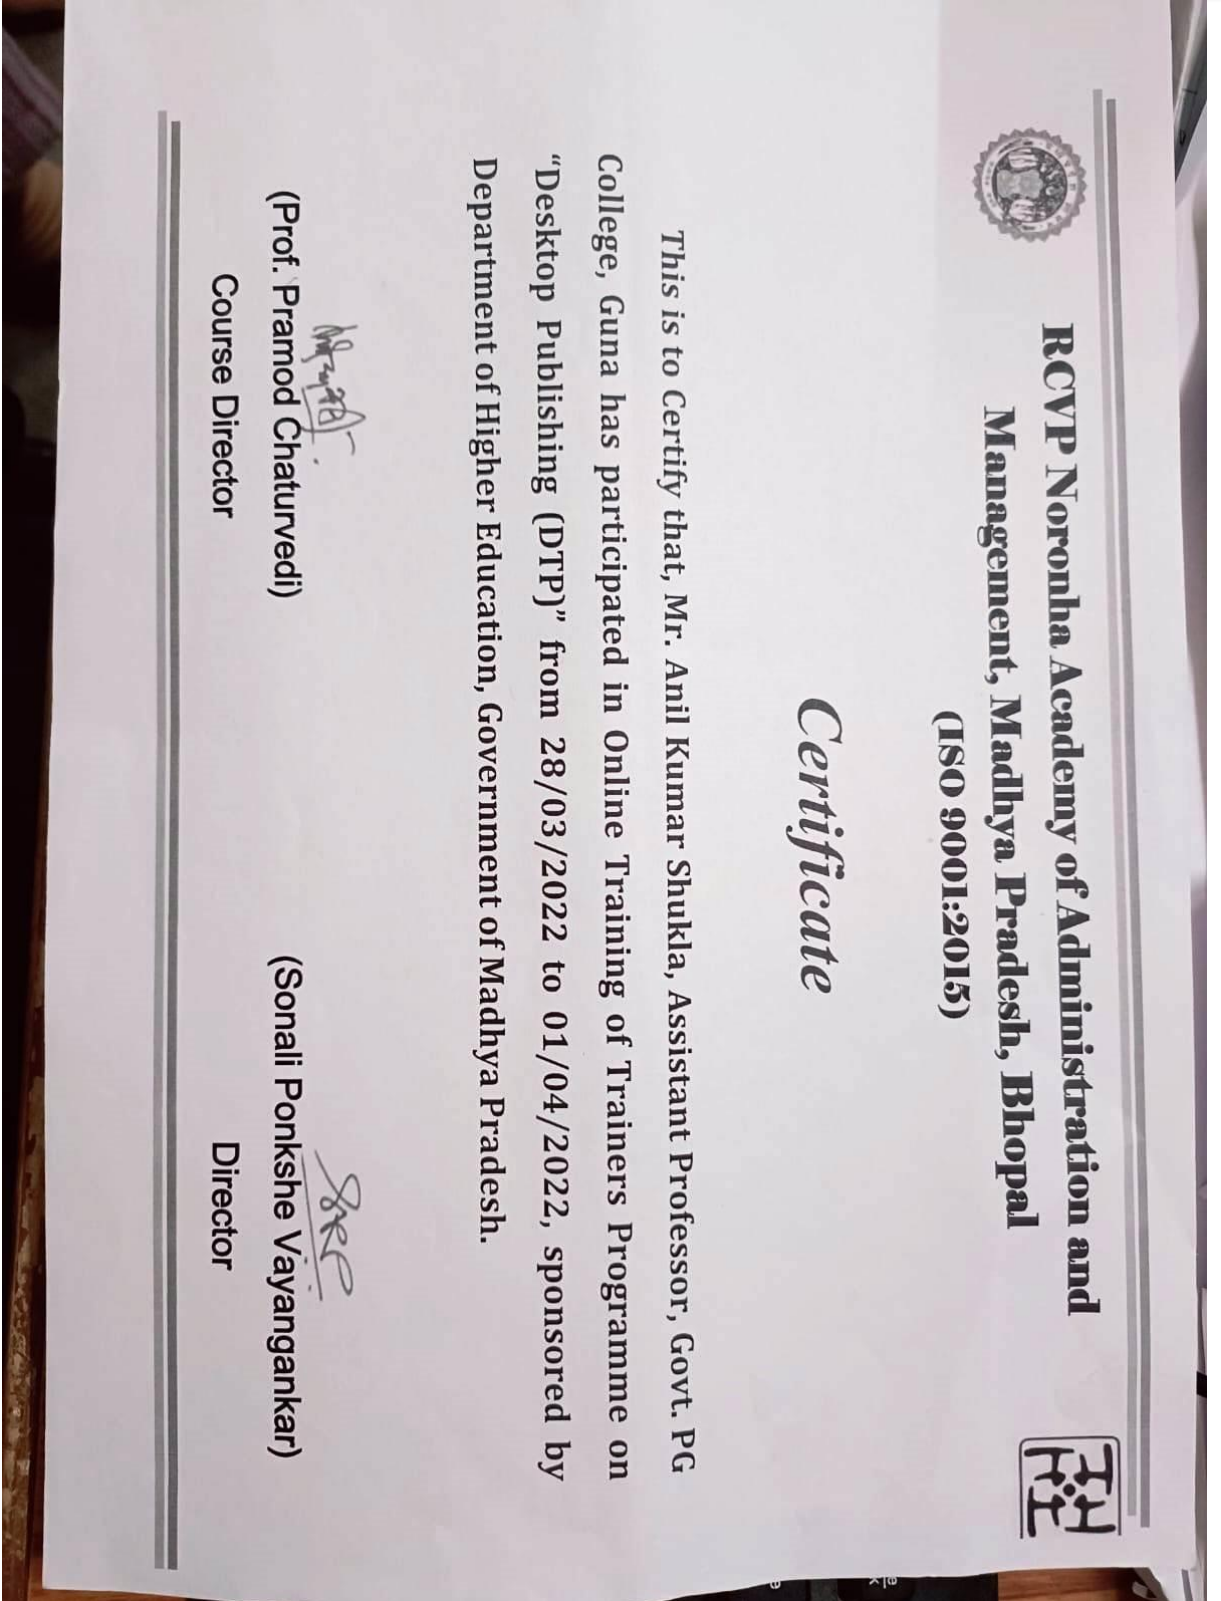 RCVP Noronha Academy of Administration and
Management, Madhya Pradesh, Bhopal
(ISO 9001:2015)
Certificate
This is to Certify that, Mr. Anil Kumar Shukla, Assistant Professor, Govt. PG
College, Guna has participated in Online Training of Trainers Programme on
“Desktop Publishing (DTP)” from 28/03/2022 to 01/04/2022, sponsored by
Department of Higher Education, Government of Madhya Pradesh.
(Prof. Pramod Chaturvedi)
Course Director
(Sonali Ponkshe Vayangankar)
Director